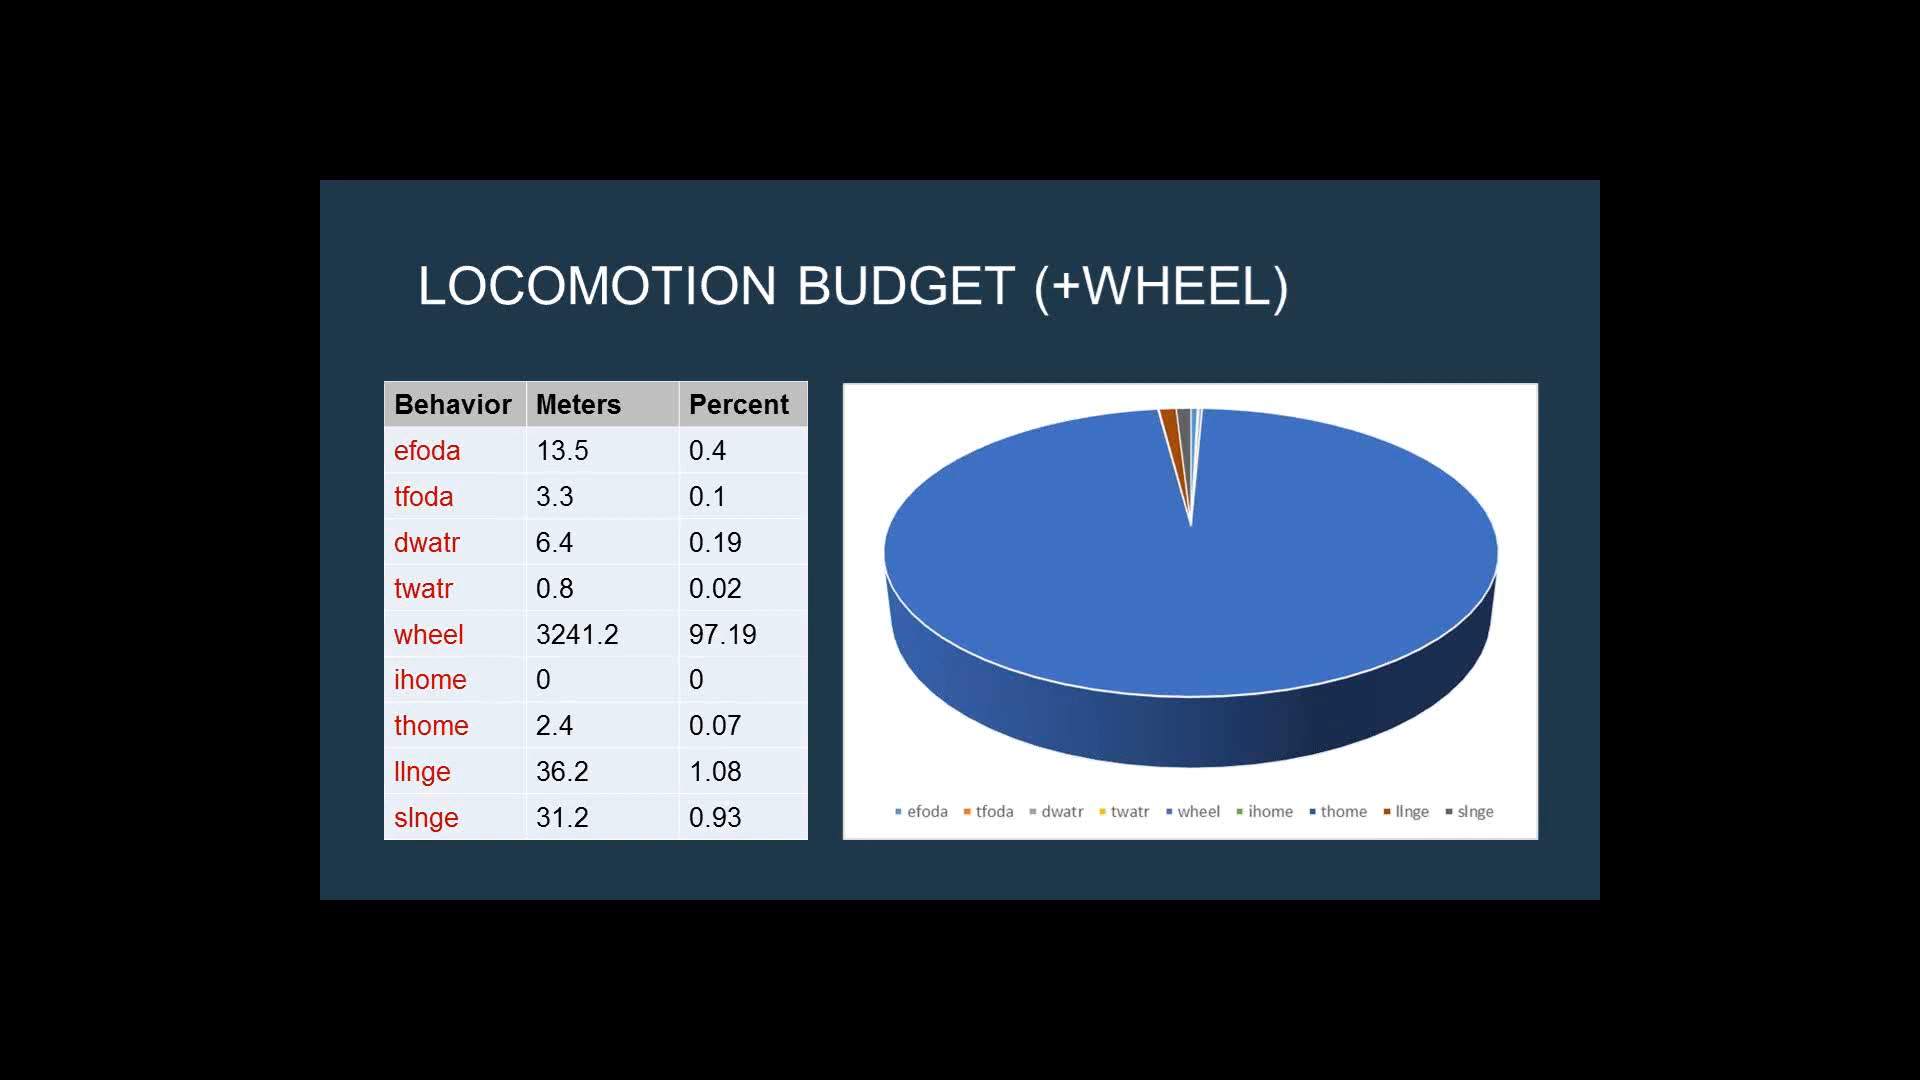 LOCOMOTION BUDGET (+WHEEL)
Behavior Meters Percent
efoda 13.5 0.4
tfoda 3.3 0.1
dwatr 6.4 0.19
twatr 0.8 0.02
wheel 3241.2 97.19
ihome 0 0
thome 2.4 0.07
llnge 36.2 1.08
slnge 31.2 0.93
efoda tfoda dwatr twatr wheel ihome thome llnge slnge